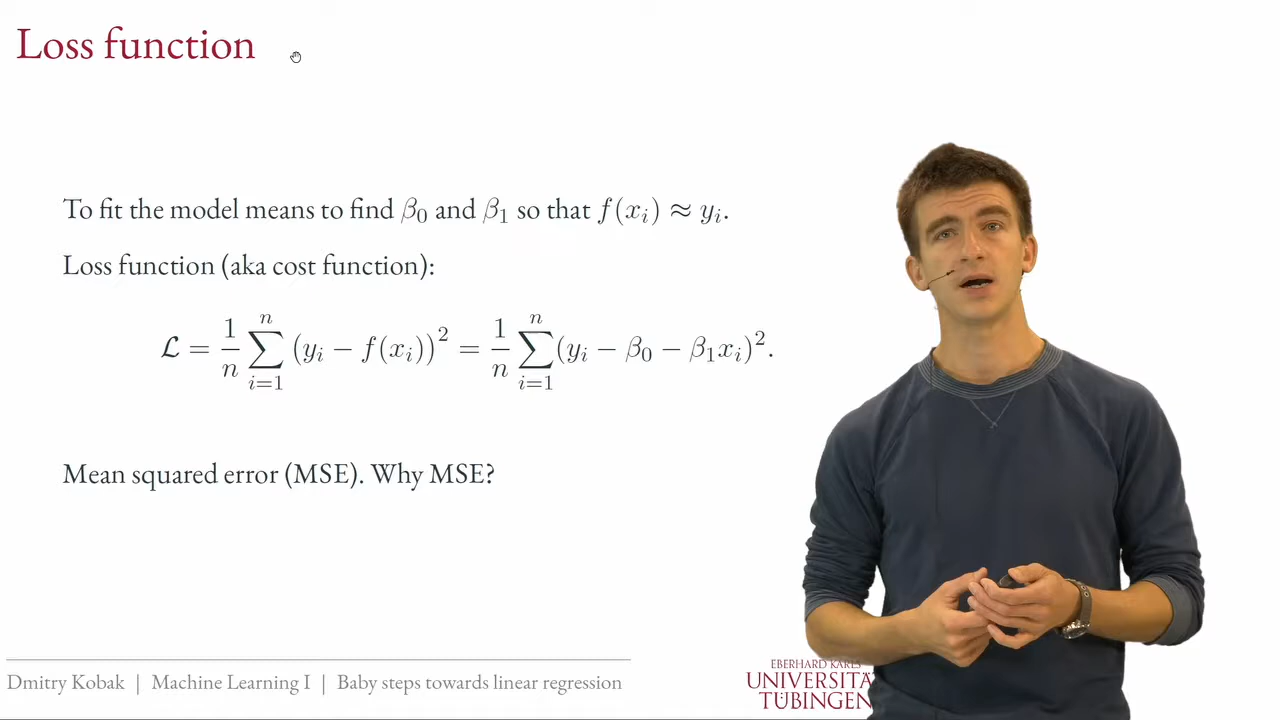 Loss function
To fit the model means to find β₀ and β₁ so that f(xᵢ) ≈ yᵢ.
Loss function (aka cost function):
ℒ = 1/n ∑ᵢ₌₁ⁿ (yᵢ − f(xᵢ))² = 1/n ∑ᵢ₌₁ⁿ (yᵢ − β₀ − β₁xᵢ)².
Mean squared error (MSE). Why MSE?
Dmitry Kobak | Machine Learning I | Baby steps towards linear regression
EBERHARD KARLS
UNIVERSITÄ
TÜBINGEN